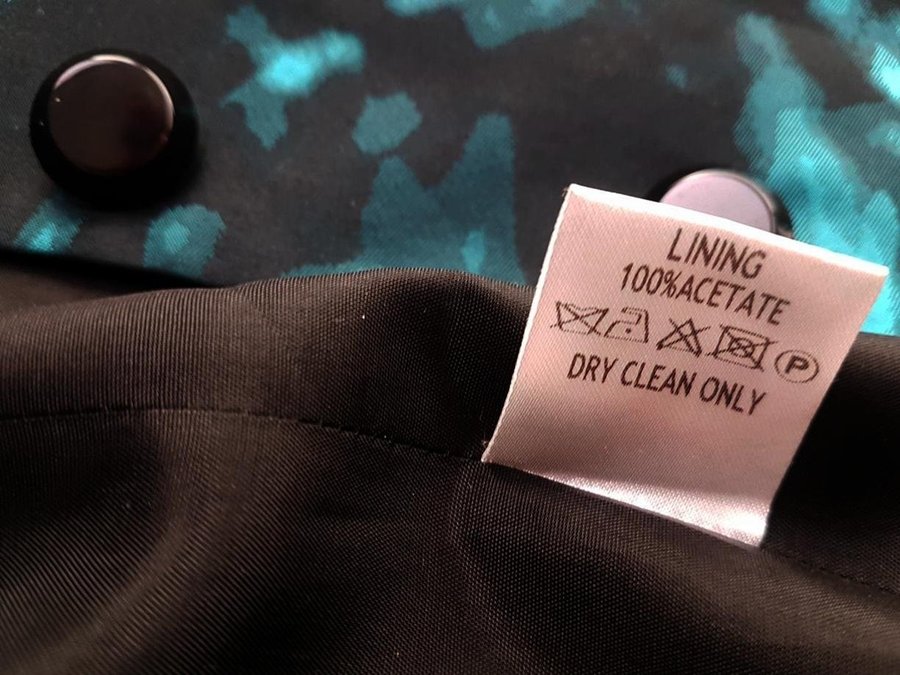 LINING
100%ACETATE
P
DRY CLEAN ONLY